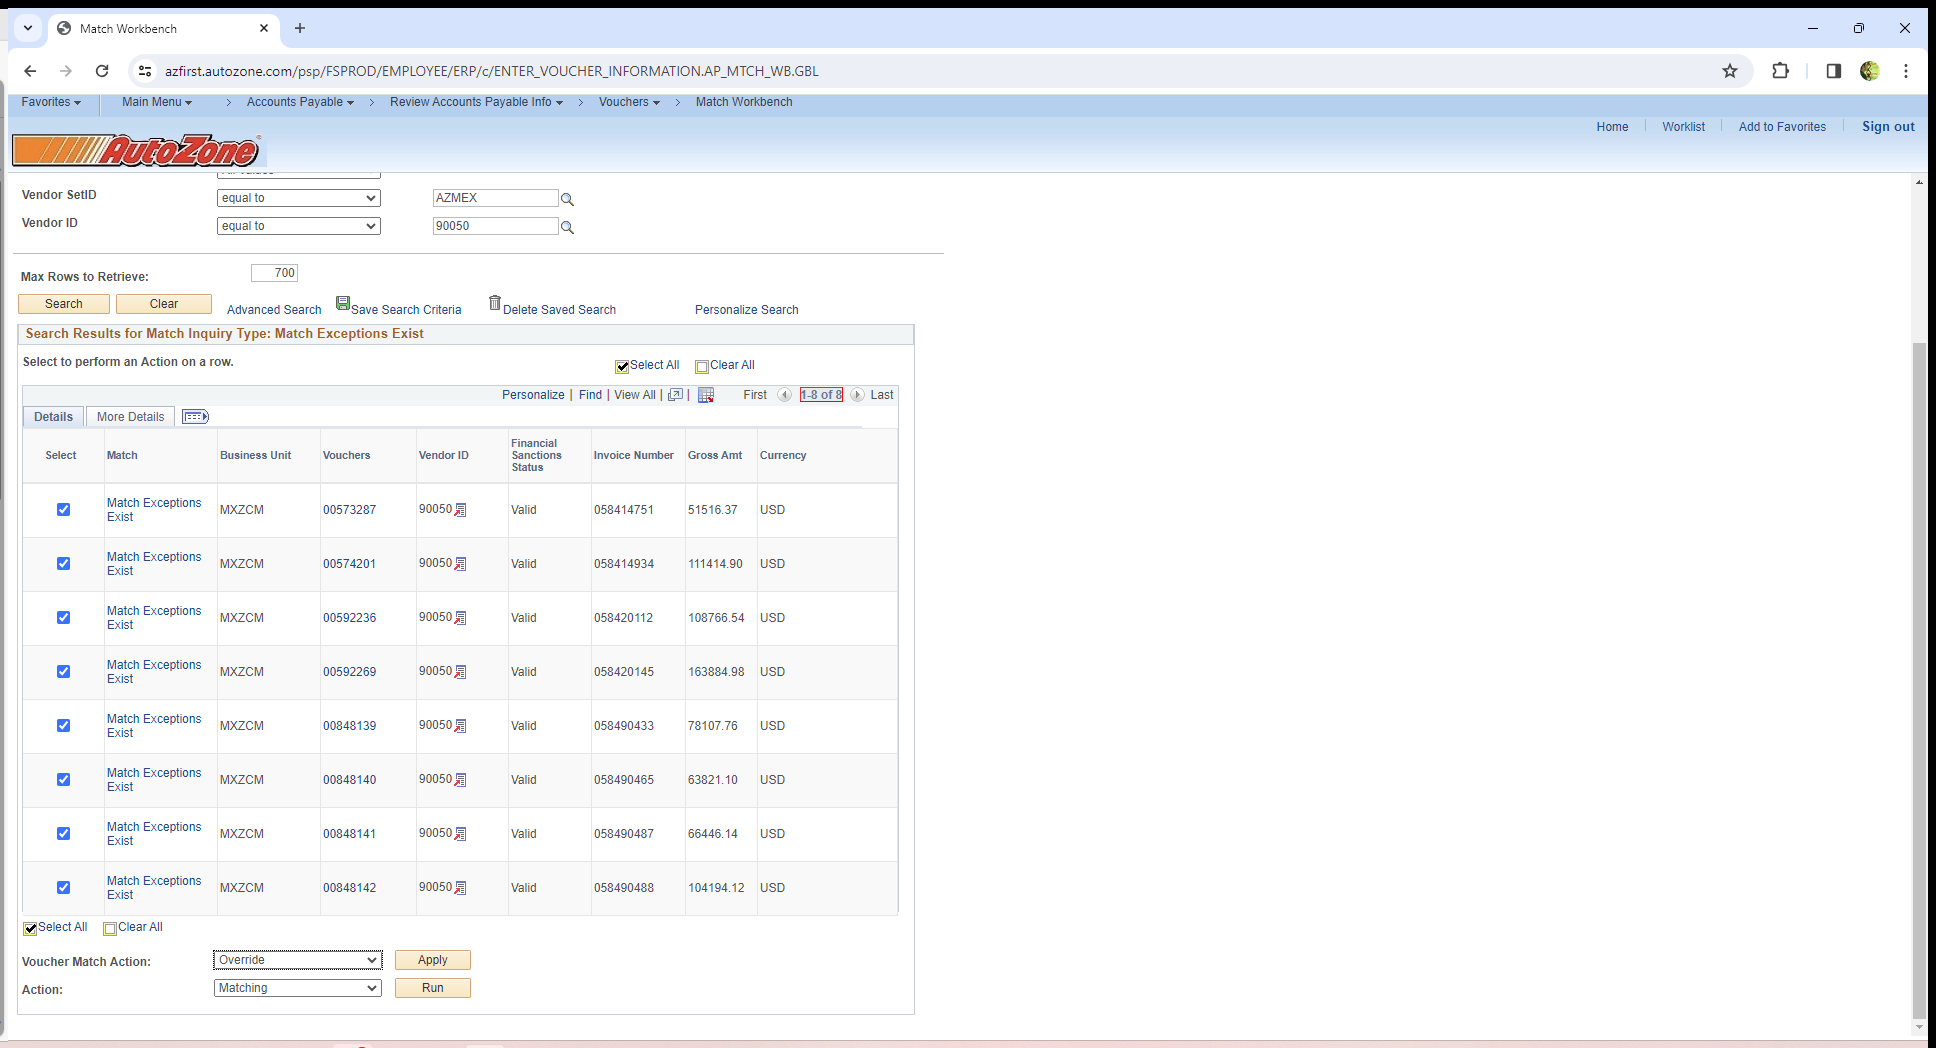 Match Workbench
azfirst.autozone.com/psp/FSPROD/EMPLOYEE/ERP/c/ENTER_VOUCHER_INFORMATION.AP_MTCH_WB.GBL
Favorites Main Menu > Accounts Payable > Review Accounts Payable Info > Vouchers > Match Workbench
Home Worklist Add to Favorites Sign out
AutoZone
Vendor SetID equal to AZMEX
Vendor ID equal to 90050
Max Rows to Retrieve: 700
Search Clear Advanced Search Save Search Criteria Delete Saved Search Personalize Search
Search Results for Match Inquiry Type: Match Exceptions Exist
Select to perform an Action on a row. Select All Clear All
Personalize | Find | View All | | First 1-8 of 8 Last
Details More Details
Select Match Business Unit Vouchers Vendor ID Financial Sanctions Status Invoice Number Gross Amt Currency
Match Exceptions Exist MXZCM 00573287 90050 Valid 058414751 51516.37 USD
Match Exceptions Exist MXZCM 00574201 90050 Valid 058414934 111414.90 USD
Match Exceptions Exist MXZCM 00592236 90050 Valid 058420112 108766.54 USD
Match Exceptions Exist MXZCM 00592269 90050 Valid 058420145 163884.98 USD
Match Exceptions Exist MXZCM 00848139 90050 Valid 058490433 78107.76 USD
Match Exceptions Exist MXZCM 00848140 90050 Valid 058490465 63821.10 USD
Match Exceptions Exist MXZCM 00848141 90050 Valid 058490487 66446.14 USD
Match Exceptions Exist MXZCM 00848142 90050 Valid 058490488 104194.12 USD
Select All Clear All
Voucher Match Action: Override Apply
Action: Matching Run